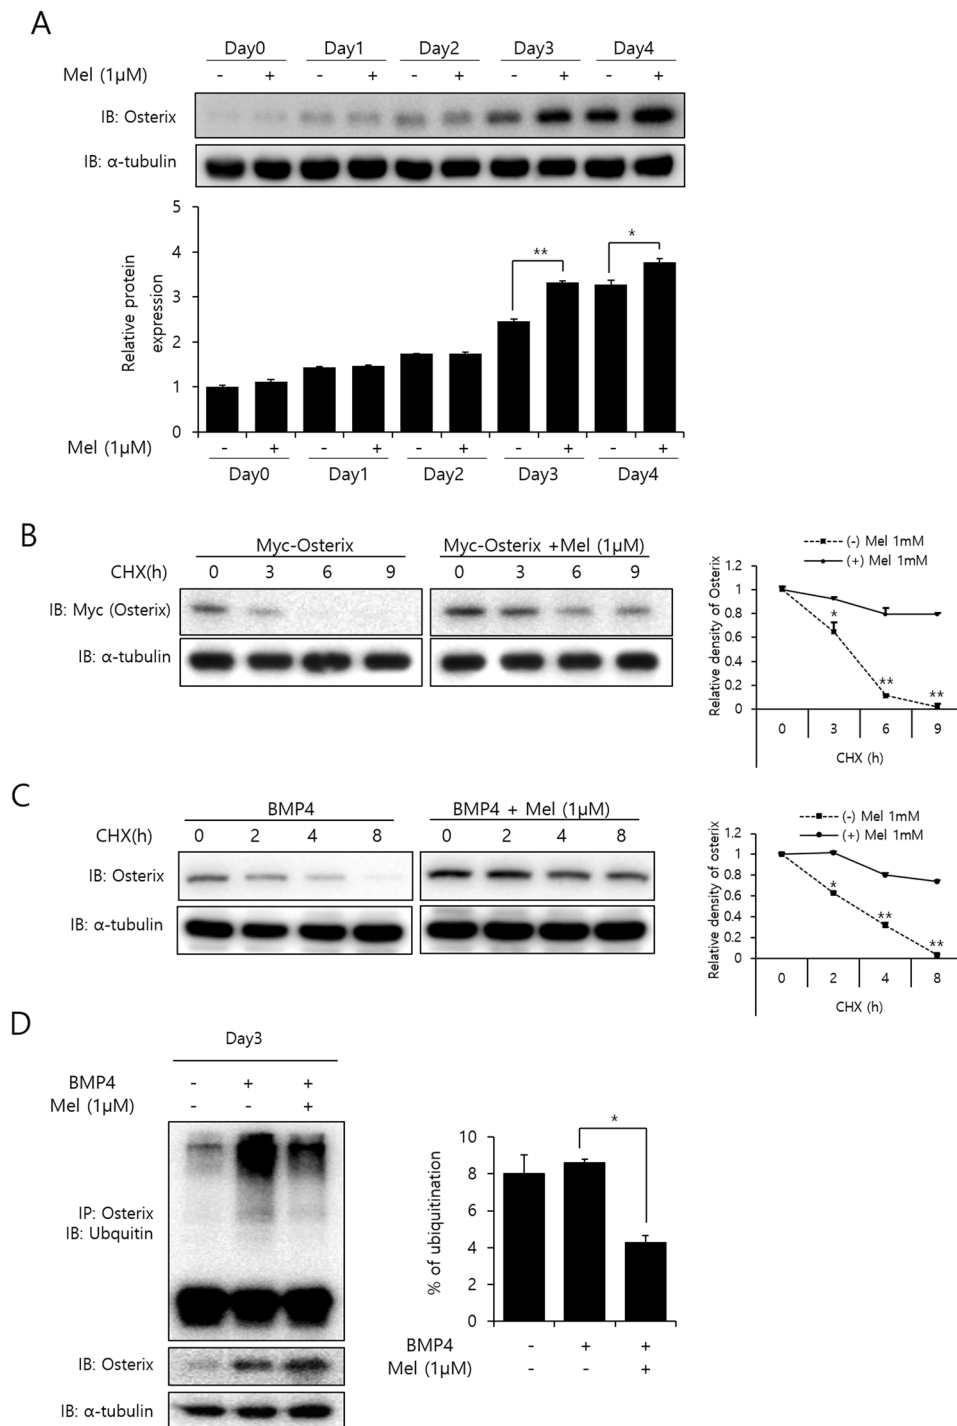 A
Day0 Day1 Day2 Day3 Day4
Mel (1µM) - + - + - + - + - +
IB: Osterix
IB: α-tubulin
Relative protein
expression
5
4
3
2
1
0
** *
Mel (1µM) - + - + - + - + - +
Day0 Day1 Day2 Day3 Day4
B
Myc-Osterix Myc-Osterix +Mel (1µM)
CHX(h) 0 3 6 9 0 3 6 9
IB: Myc (Osterix)
IB: α-tubulin
(-) Mel 1mM
(+) Mel 1mM
Relative density of Osterix
1.2
1
0.8
0.6
0.4
0.2
0
* ** **
0 3 6 9
CHX (h)
C
BMP4 BMP4 + Mel (1µM)
CHX(h) 0 2 4 8 0 2 4 8
IB: Osterix
IB: α-tubulin
(-) Mel 1mM
(+) Mel 1mM
Relative density of osterix
1.2
1
0.8
0.6
0.4
0.2
0
* ** **
0 2 4 8
CHX (h)
D
Day3
BMP4 - + +
Mel (1µM) - - +
IP: Osterix
IB: Ubquitin
IB: Osterix
IB: α-tubulin
% of ubiquitination
10
8
6
4
2
0
*
BMP4 - + +
Mel (1µM) - - +